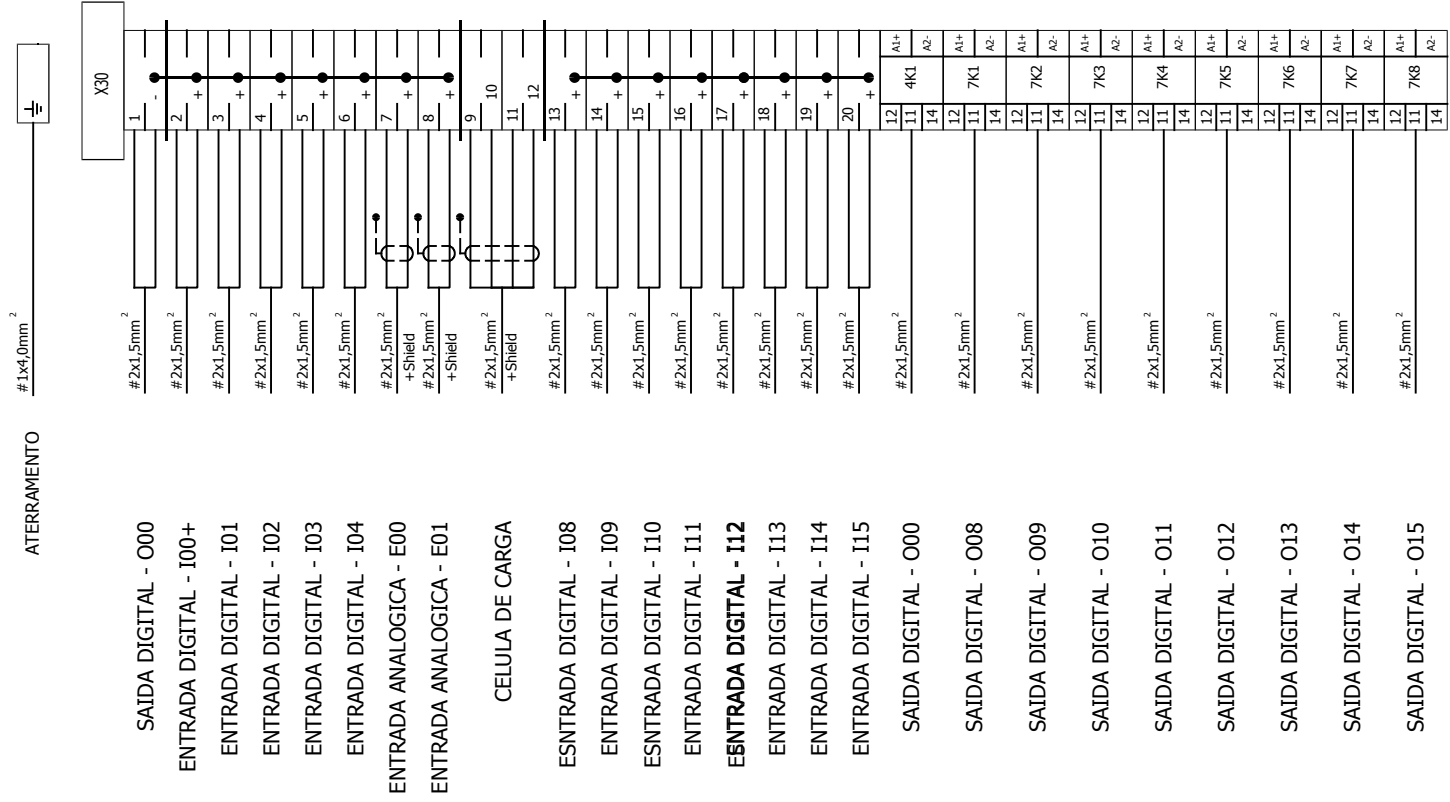 ATERRAMENTO
#1x4,0mm²
X30
SAIDA DIGITAL - O00
#2x1,5mm²
1
-
ENTRADA DIGITAL - I00+
#2x1,5mm²
2
+
ENTRADA DIGITAL - I01
#2x1,5mm²
3
+
ENTRADA DIGITAL - I02
#2x1,5mm²
4
+
ENTRADA DIGITAL - I03
#2x1,5mm²
5
+
ENTRADA DIGITAL - I04
#2x1,5mm²
6
+
ENTRADA ANALOGICA - E00
#2x1,5mm²
+Shield
7
+
ENTRADA ANALOGICA - E01
#2x1,5mm²
+Shield
8
+
CELULA DE CARGA
#2x1,5mm²
+Shield
9
10
11
12
ESNTRADA DIGITAL - I08
#2x1,5mm²
13
+
ENTRADA DIGITAL - I09
#2x1,5mm²
14
+
ESNTRADA DIGITAL - I10
#2x1,5mm²
15
+
ENTRADA DIGITAL - I11
#2x1,5mm²
16
+
ENTRADA DIGITAL - I12
#2x1,5mm²
17
+
ENTRADA DIGITAL - I13
#2x1,5mm²
18
+
ENTRADA DIGITAL - I14
#2x1,5mm²
19
+
ENTRADA DIGITAL - I15
#2x1,5mm²
20
+
SAIDA DIGITAL - O00
#2x1,5mm²
12 11 14
4K1
A1+ A2-
SAIDA DIGITAL - O08
#2x1,5mm²
12 11 14
7K1
A1+ A2-
SAIDA DIGITAL - O09
#2x1,5mm²
12 11 14
7K2
A1+ A2-
SAIDA DIGITAL - O10
#2x1,5mm²
12 11 14
7K3
A1+ A2-
SAIDA DIGITAL - O11
#2x1,5mm²
12 11 14
7K4
A1+ A2-
SAIDA DIGITAL - O12
#2x1,5mm²
12 11 14
7K5
A1+ A2-
SAIDA DIGITAL - O13
#2x1,5mm²
12 11 14
7K6
A1+ A2-
SAIDA DIGITAL - O14
#2x1,5mm²
12 11 14
7K7
A1+ A2-
SAIDA DIGITAL - O15
#2x1,5mm²
12 11 14
7K8
A1+ A2-